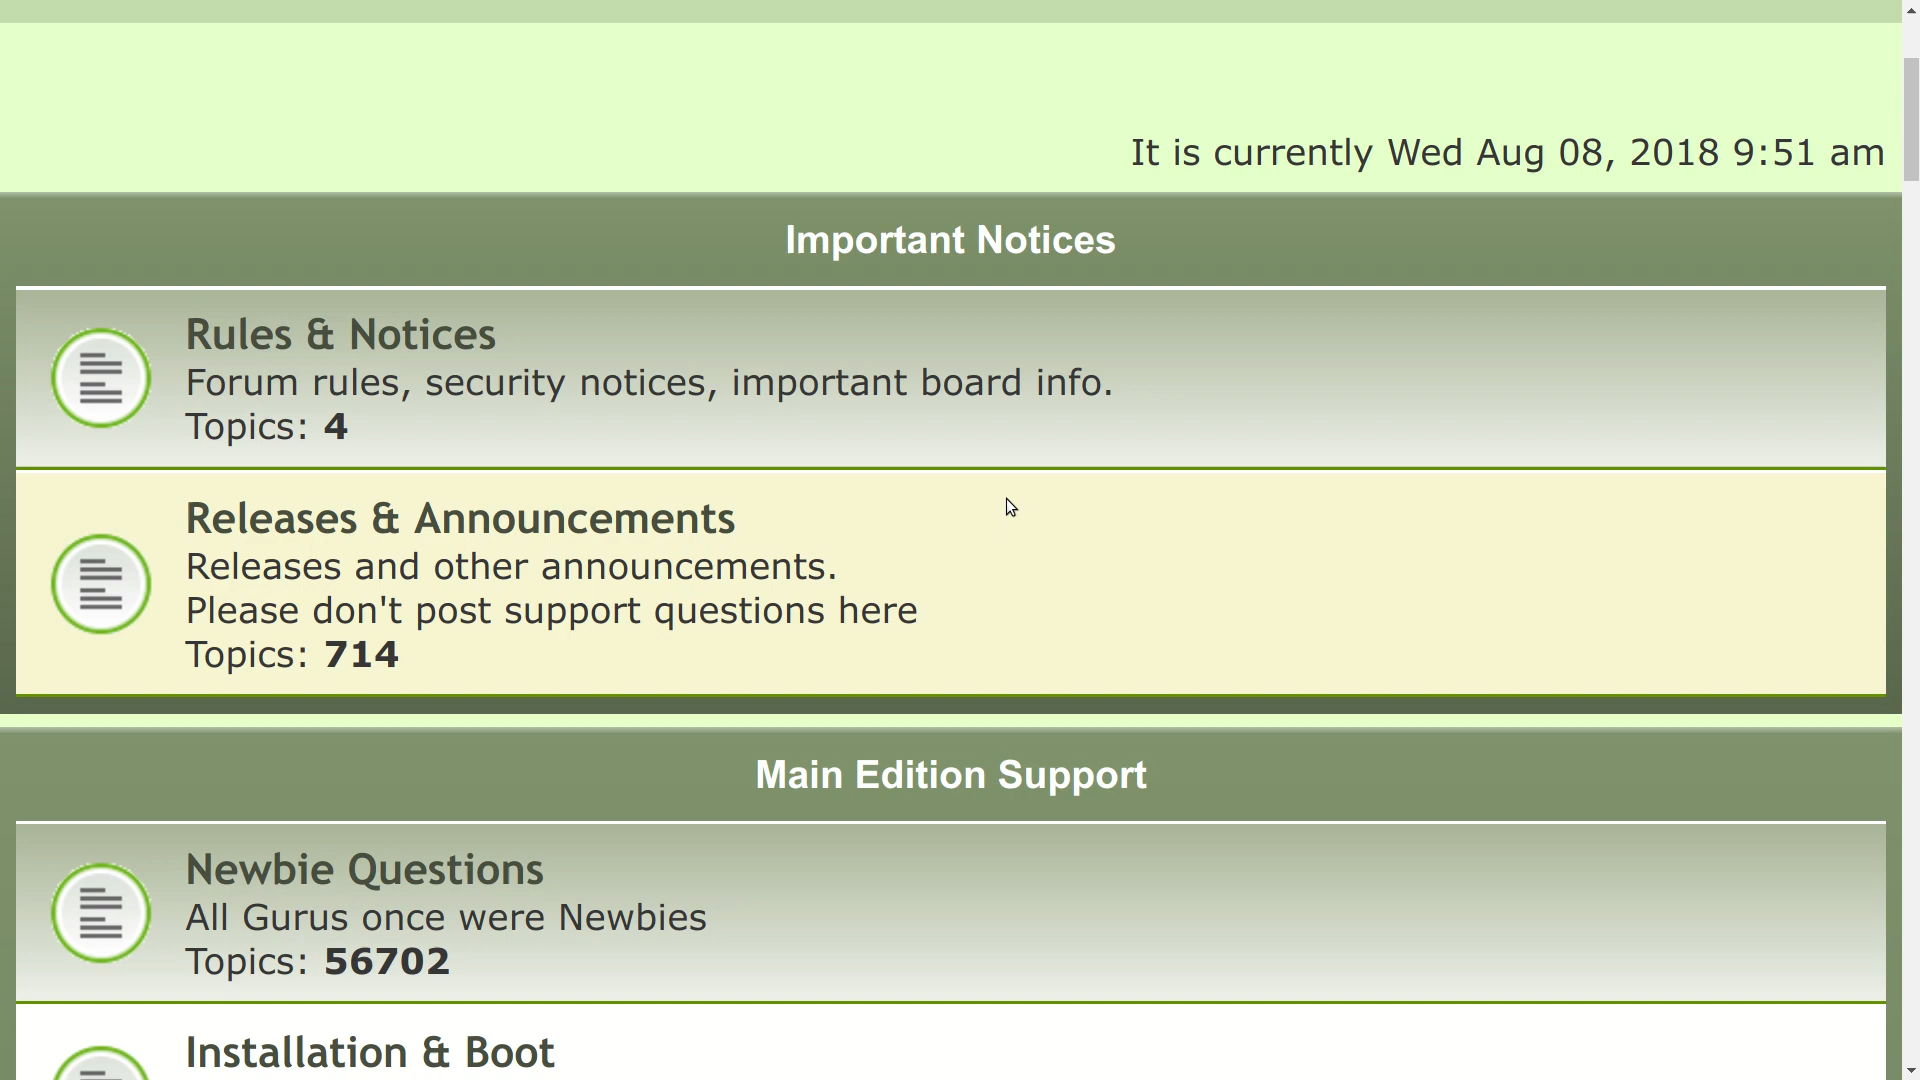 It is currently Wed Aug 08, 2018 9:51 am
Important Notices
Rules & Notices
Forum rules, security notices, important board info.
Topics: 4
Releases & Announcements
Releases and other announcements.
Please don't post support questions here
Topics: 714
Main Edition Support
Newbie Questions
All Gurus once were Newbies
Topics: 56702
Installation & Boot